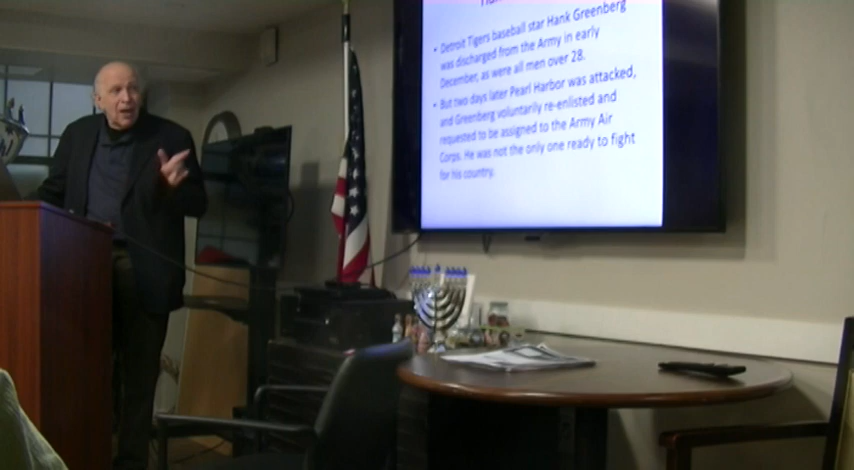 • Detroit Tigers baseball star Hank Greenberg
was discharged from the Army in early
December, as were all men over 28.
• But two days later Pearl Harbor was attacked,
and Greenberg voluntarily re-enlisted and
requested to be assigned to the Army Air
Corps. He was not the only one ready to fight
for his country.